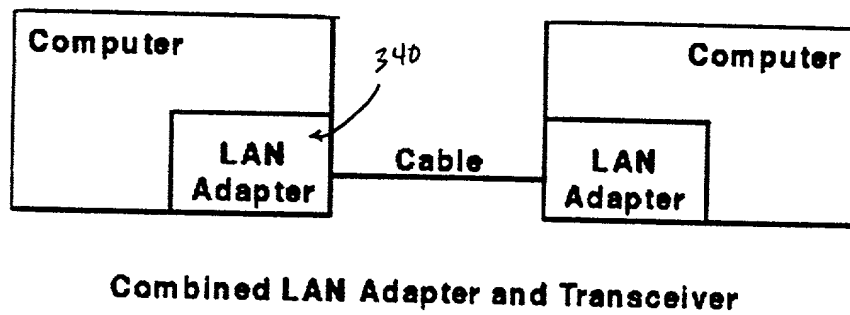 Computer
340
Computer
LAN
Adapter
Cable
LAN
Adapter
Combined LAN Adapter and Transceiver